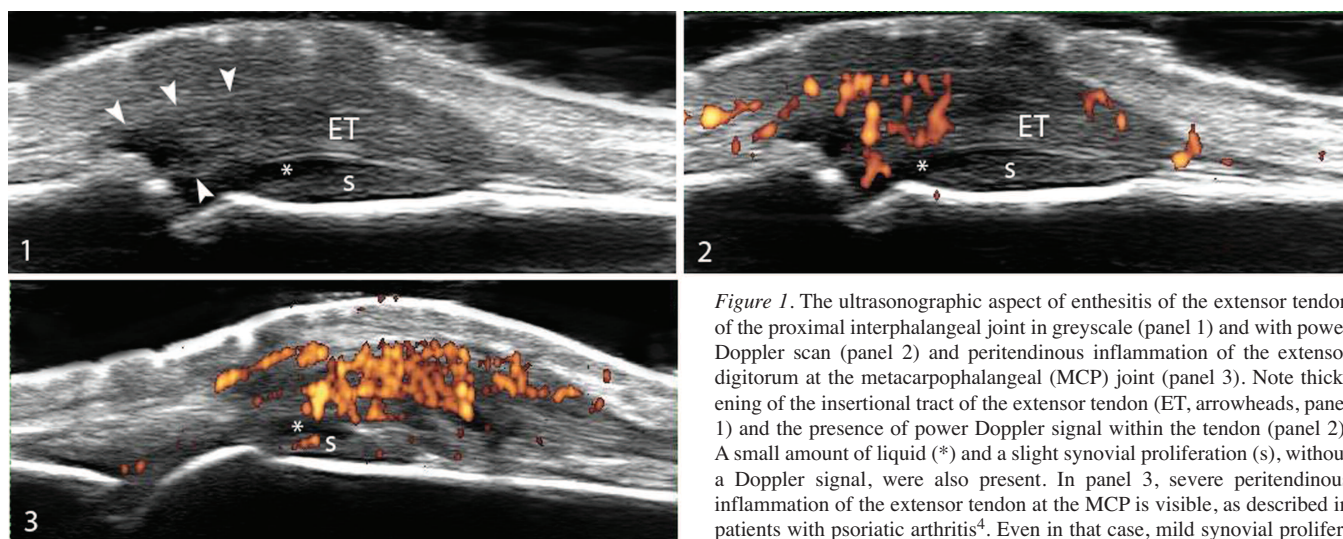 ET
*
s
1
ET
*
s
2
*
s
3
Figure 1. The ultrasonographic aspect of enthesitis of the extensor tendon
of the proximal interphalangeal joint in greyscale (panel 1) and with powe
Doppler scan (panel 2) and peritendinous inflammation of the extenso
digitorum at the metacarpophalangeal (MCP) joint (panel 3). Note thick
ening of the insertional tract of the extensor tendon (ET, arrowheads, pane
1) and the presence of power Doppler signal within the tendon (panel 2)
A small amount of liquid (*) and a slight synovial proliferation (s), withou
a Doppler signal, were also present. In panel 3, severe peritendinou
inflammation of the extensor tendon at the MCP is visible, as described in
patients with psoriatic arthritis⁴. Even in that case, mild synovial prolifer